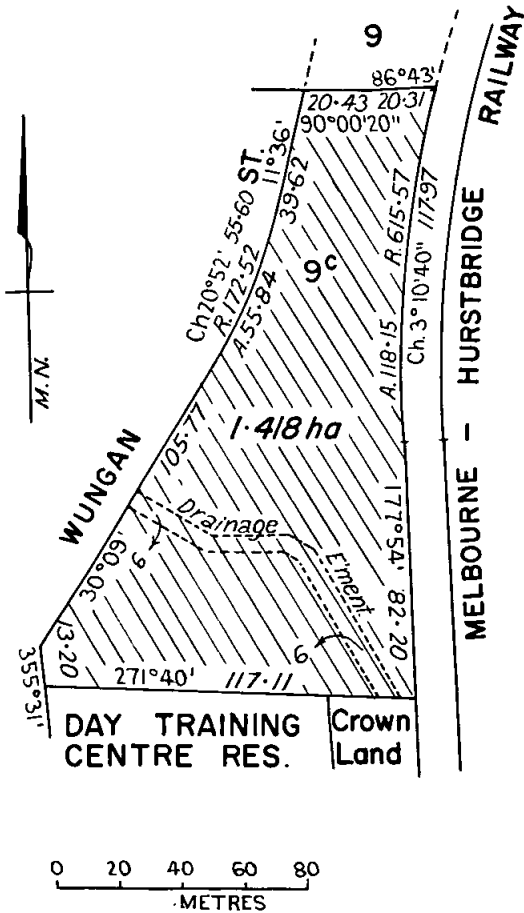 9
86°43'
20·43 20·31
90°00'20"
RAILWAY
ST.
11°36'
39·62
Ch 20°52' 55·60
R.172·52
A.55·84
9ᶜ
R.615·57
A.118·15
Ch.3°10'40" 117·97
MELBOURNE – HURSTBRIDGE
M.N.
1·418 ha
105·77
WUNGAN
30°09'
Drainage
E'ment
6
6
177°54' 82·20
13·20
355°31'
271°40' 117·11
DAY TRAINING
CENTRE RES.
Crown
Land
0 20 40 60 80
METRES